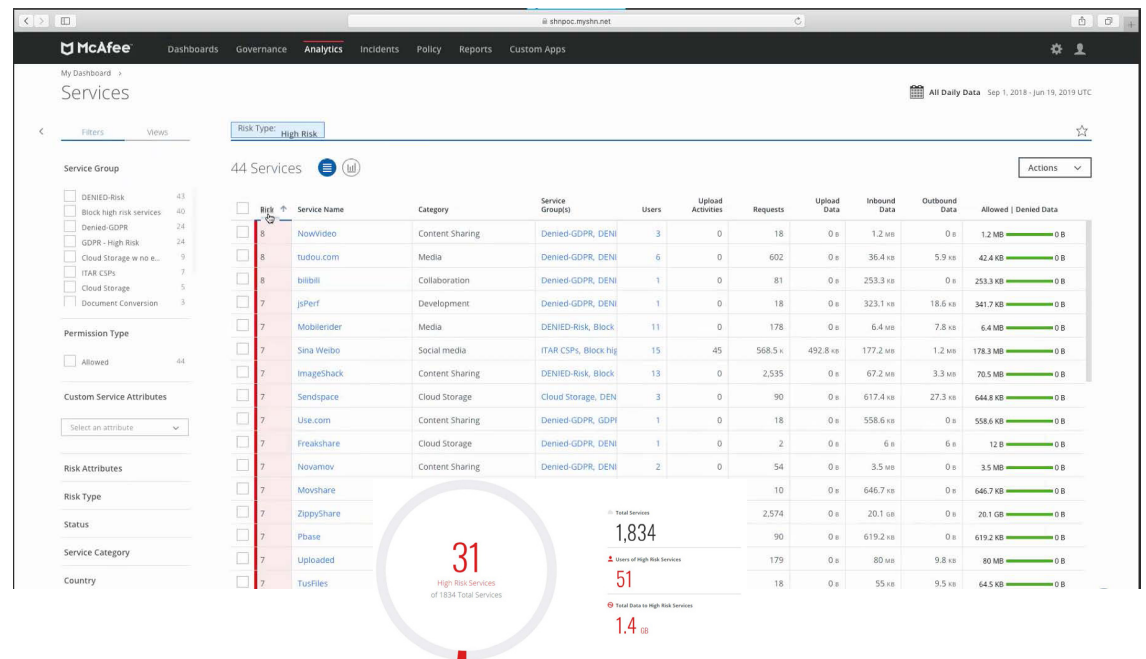 shnpoc.myshn.net
McAfee Dashboards Governance Analytics Incidents Policy Reports Custom Apps
My Dashboard >
Services
All Daily Data Sep 1, 2018 - Jun 19, 2019 UTC
Filters Views
Risk Type: High Risk
Service Group
44 Services
Actions
DENIED-Risk 43
Block high risk services 40
Denied-GDPR 24
GDPR - High Risk 24
Cloud Storage w no e... 9
ITAR CSPs 7
Cloud Storage 5
Document Conversion 3
Permission Type
Allowed 44
Custom Service Attributes
Select an attribute
Risk Attributes
Risk Type
Status
Service Category
Country
Risk Service Name Category Service Group(s) Users Upload Activities Requests Upload Data Inbound Data Outbound Data Allowed | Denied Data
8 NowVideo Content Sharing Denied-GDPR, DENI 3 0 18 0 B 1.2 MB 0 B 1.2 MB 0 B
8 tudou.com Media Denied-GDPR, DENI 6 0 602 0 B 36.4 KB 5.9 KB 42.4 KB 0 B
8 bilibili Collaboration Denied-GDPR, DENI 1 0 81 0 B 253.3 KB 0 B 253.3 KB 0 B
7 jsPerf Development Denied-GDPR, DENI 1 0 18 0 B 323.1 KB 18.6 KB 341.7 KB 0 B
7 Mobilerider Media DENIED-Risk, Block 11 0 178 0 B 6.4 MB 7.8 KB 6.4 MB 0 B
7 Sina Weibo Social media ITAR CSPs, Block hig 15 45 568.5 K 492.8 KB 177.2 MB 1.2 MB 178.3 MB 0 B
7 ImageShack Content Sharing DENIED-Risk, Block 13 0 2,535 0 B 67.2 MB 3.3 MB 70.5 MB 0 B
7 Sendspace Cloud Storage Cloud Storage, DEN 3 0 90 0 B 617.4 KB 27.3 KB 644.8 KB 0 B
7 Use.com Content Sharing Denied-GDPR, GDPI 1 0 18 0 B 558.6 KB 0 B 558.6 KB 0 B
7 Freakshare Cloud Storage Denied-GDPR, DENI 1 0 2 0 B 6 B 6 B 12 B 0 B
7 Novamov Content Sharing Denied-GDPR, DENI 2 0 54 0 B 3.5 MB 0 B 3.5 MB 0 B
7 Movshare 10 0 B 646.7 KB 0 B 646.7 KB 0 B
7 ZippyShare 2,574 0 B 20.1 GB 0 B 20.1 GB 0 B
7 Pbase 90 0 B 619.2 KB 0 B 619.2 KB 0 B
7 Uploaded 179 0 B 80 MB 9.8 KB 80 MB 0 B
7 TusFiles 18 0 B 55 KB 9.5 KB 64.5 KB 0 B
31
High Risk Services
of 1834 Total Services
Total Services
1,834
Users of High Risk Services
51
Total Data to High Risk Services
1.4 GB